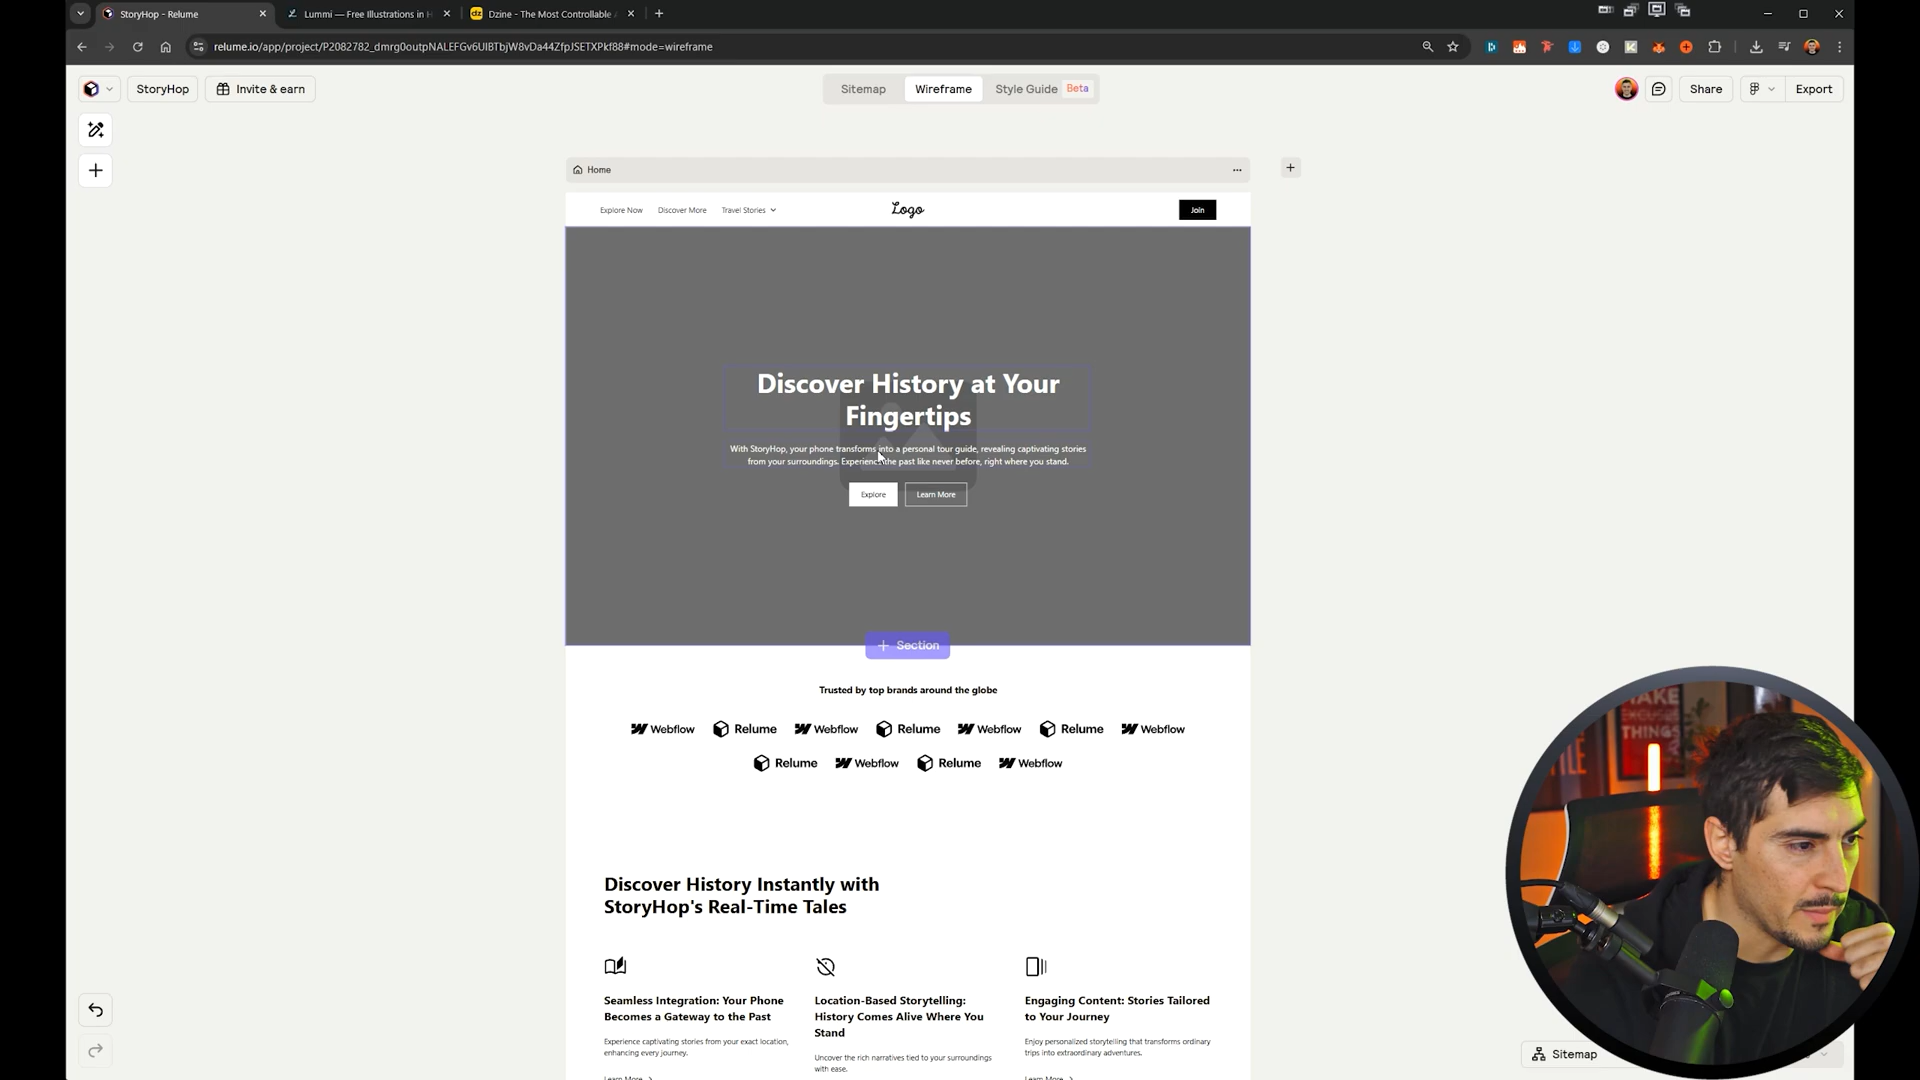 StoryHop - Relume
Lummi — Free Illustrations in H
Dzine - The Most Controllable
relume.io/app/project/P2082782_dmrg0outpNALEFGv6UIBTbjW8vDa44ZfpJSETXPkf88#mode=wireframe
StoryHop
Invite & earn
Sitemap
Wireframe
Style Guide
Beta
Share
Export
Home
Explore Now
Discover More
Travel Stories
Logo
Join
Discover History at Your
Fingertips
With StoryHop, your phone transforms into a personal tour guide, revealing captivating stories
from your surroundings. Experience the past like never before, right where you stand.
Explore
Learn More
Section
Trusted by top brands around the globe
Webflow Relume Webflow Relume Webflow Relume Webflow
Relume Webflow Relume Webflow
Discover History Instantly with
StoryHop's Real-Time Tales
Seamless Integration: Your Phone
Becomes a Gateway to the Past
Experience captivating stories from your exact location,
enhancing every journey.
Learn More
Location-Based Storytelling:
History Comes Alive Where You
Stand
Uncover the rich narratives tied to your surroundings
with ease.
Engaging Content: Stories Tailored
to Your Journey
Enjoy personalized storytelling that transforms ordinary
trips into extraordinary adventures.
Learn More
Sitemap
MAKE
EXCUSES
THINGS